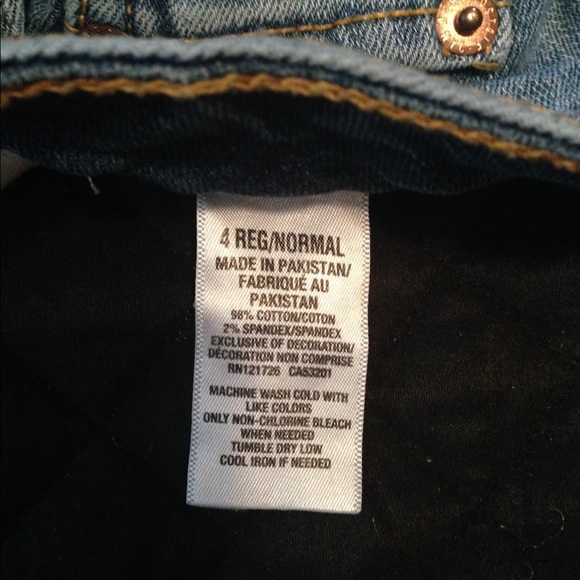 4 REG/NORMAL
MADE IN PAKISTAN/
FABRIQUÉ AU
PAKISTAN
98% COTTON/COTON
2% SPANDEX/SPANDEX
EXCLUSIVE OF DECORATION/
DÉCORATION NON COMPRISE
RN121726 CA53201
MACHINE WASH COLD WITH
LIKE COLORS
ONLY NON-CHLORINE BLEACH
WHEN NEEDED
TUMBLE DRY LOW
COOL IRON IF NEEDED